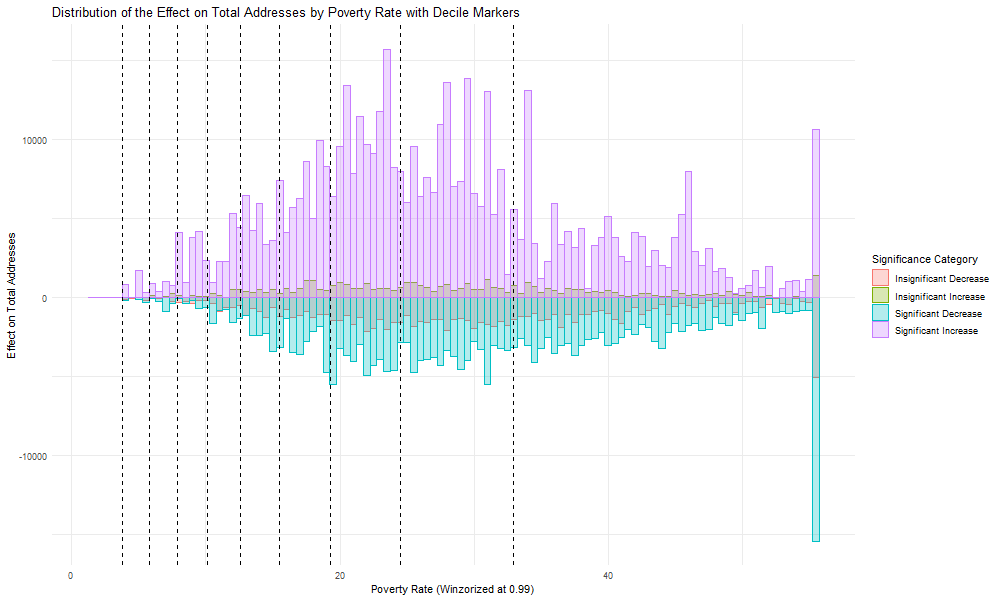 Distribution of the Effect on Total Addresses by Poverty Rate with Decile Markers
Effect on Total Addresses
10000
0
-10000
0
20
40
Poverty Rate (Winzorized at 0.99)
Significance Category
Insignificant Decrease
Insignificant Increase
Significant Decrease
Significant Increase